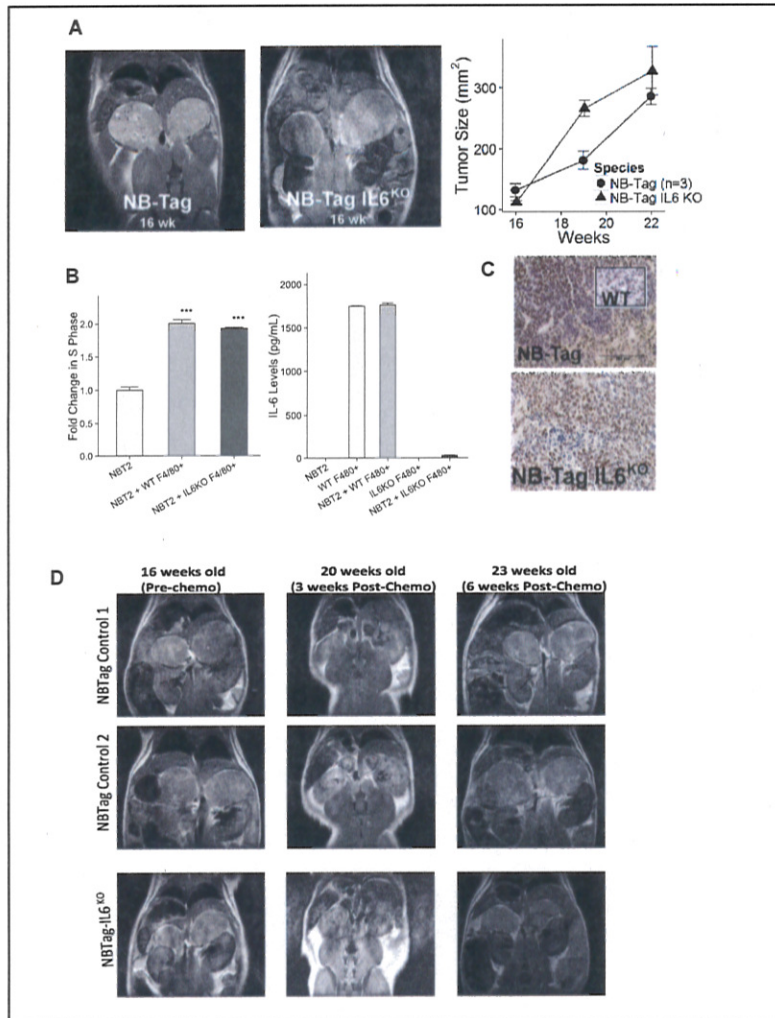 A
NB-Tag
16 wk
NB-Tag IL6KO
16 wk
Tumor Size (mm2)
300
200
100
Species
NB-Tag (n=3)
NB-Tag IL6 KO
16
18
20
22
Weeks
B
Fold Change in S Phase
2.0
1.5
1.0
0.5
0.0
***
***
NBT2
NBT2 + WT F4/80+
NBT2 + IL6KO F4/80+
IL-6 Levels (pg/mL)
1500
1000
500
0
NBT2
WT F480+
NBT2 + WT F480+
IL6KO F480+
NBT2 + IL6KO F480+
C
WT
NB-Tag
NB-Tag IL6KO
D
16 weeks old
(Pre-chemo)
20 weeks old
(3 weeks Post-Chemo)
23 weeks old
(6 weeks Post-Chemo)
NBTag Control 1
NBTag Control 2
NBTag-IL6KO